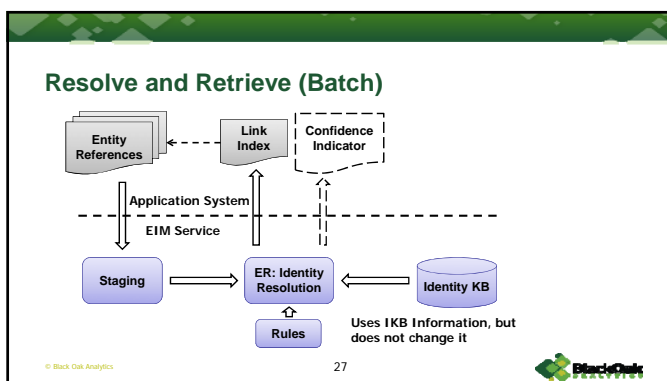 Resolve and Retrieve (Batch)
Entity
References
Link
Index
Confidence
Indicator
Application System
EIM Service
Staging
ER: Identity
Resolution
Identity KB
Rules
Uses IKB Information, but
does not change it
© Black Oak Analytics
27
BlackOak
ANALYTICS